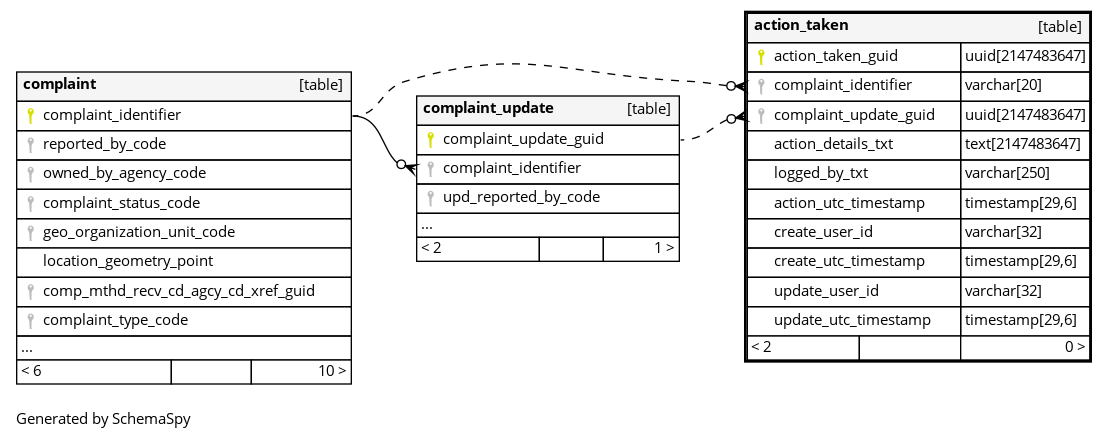 complaint [table]
complaint_identifier
reported_by_code
owned_by_agency_code
complaint_status_code
geo_organization_unit_code
location_geometry_point
comp_mthd_recv_cd_agcy_cd_xref_guid
complaint_type_code
...
< 6 10 >
complaint_update [table]
complaint_update_guid
complaint_identifier
upd_reported_by_code
...
< 2 1 >
action_taken [table]
action_taken_guid uuid[2147483647]
complaint_identifier varchar[20]
complaint_update_guid uuid[2147483647]
action_details_txt text[2147483647]
logged_by_txt varchar[250]
action_utc_timestamp timestamp[29,6]
create_user_id varchar[32]
create_utc_timestamp timestamp[29,6]
update_user_id varchar[32]
update_utc_timestamp timestamp[29,6]
< 2 0 >
Generated by SchemaSpy